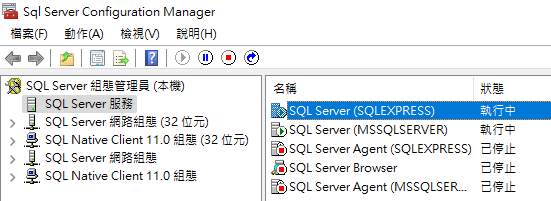 Sql Server Configuration Manager
檔案(F) 動作(A) 檢視(V) 說明(H)
SQL Server 組態管理員 (本機)
SQL Server 服務
SQL Server 網路組態 (32 位元)
SQL Native Client 11.0 組態 (32 位元)
SQL Server 網路組態
SQL Native Client 11.0 組態
名稱 狀態
SQL Server (SQLEXPRESS) 執行中
SQL Server (MSSQLSERVER) 執行中
SQL Server Agent (SQLEXPRESS) 已停止
SQL Server Browser 已停止
SQL Server Agent (MSSQLSER... 已停止